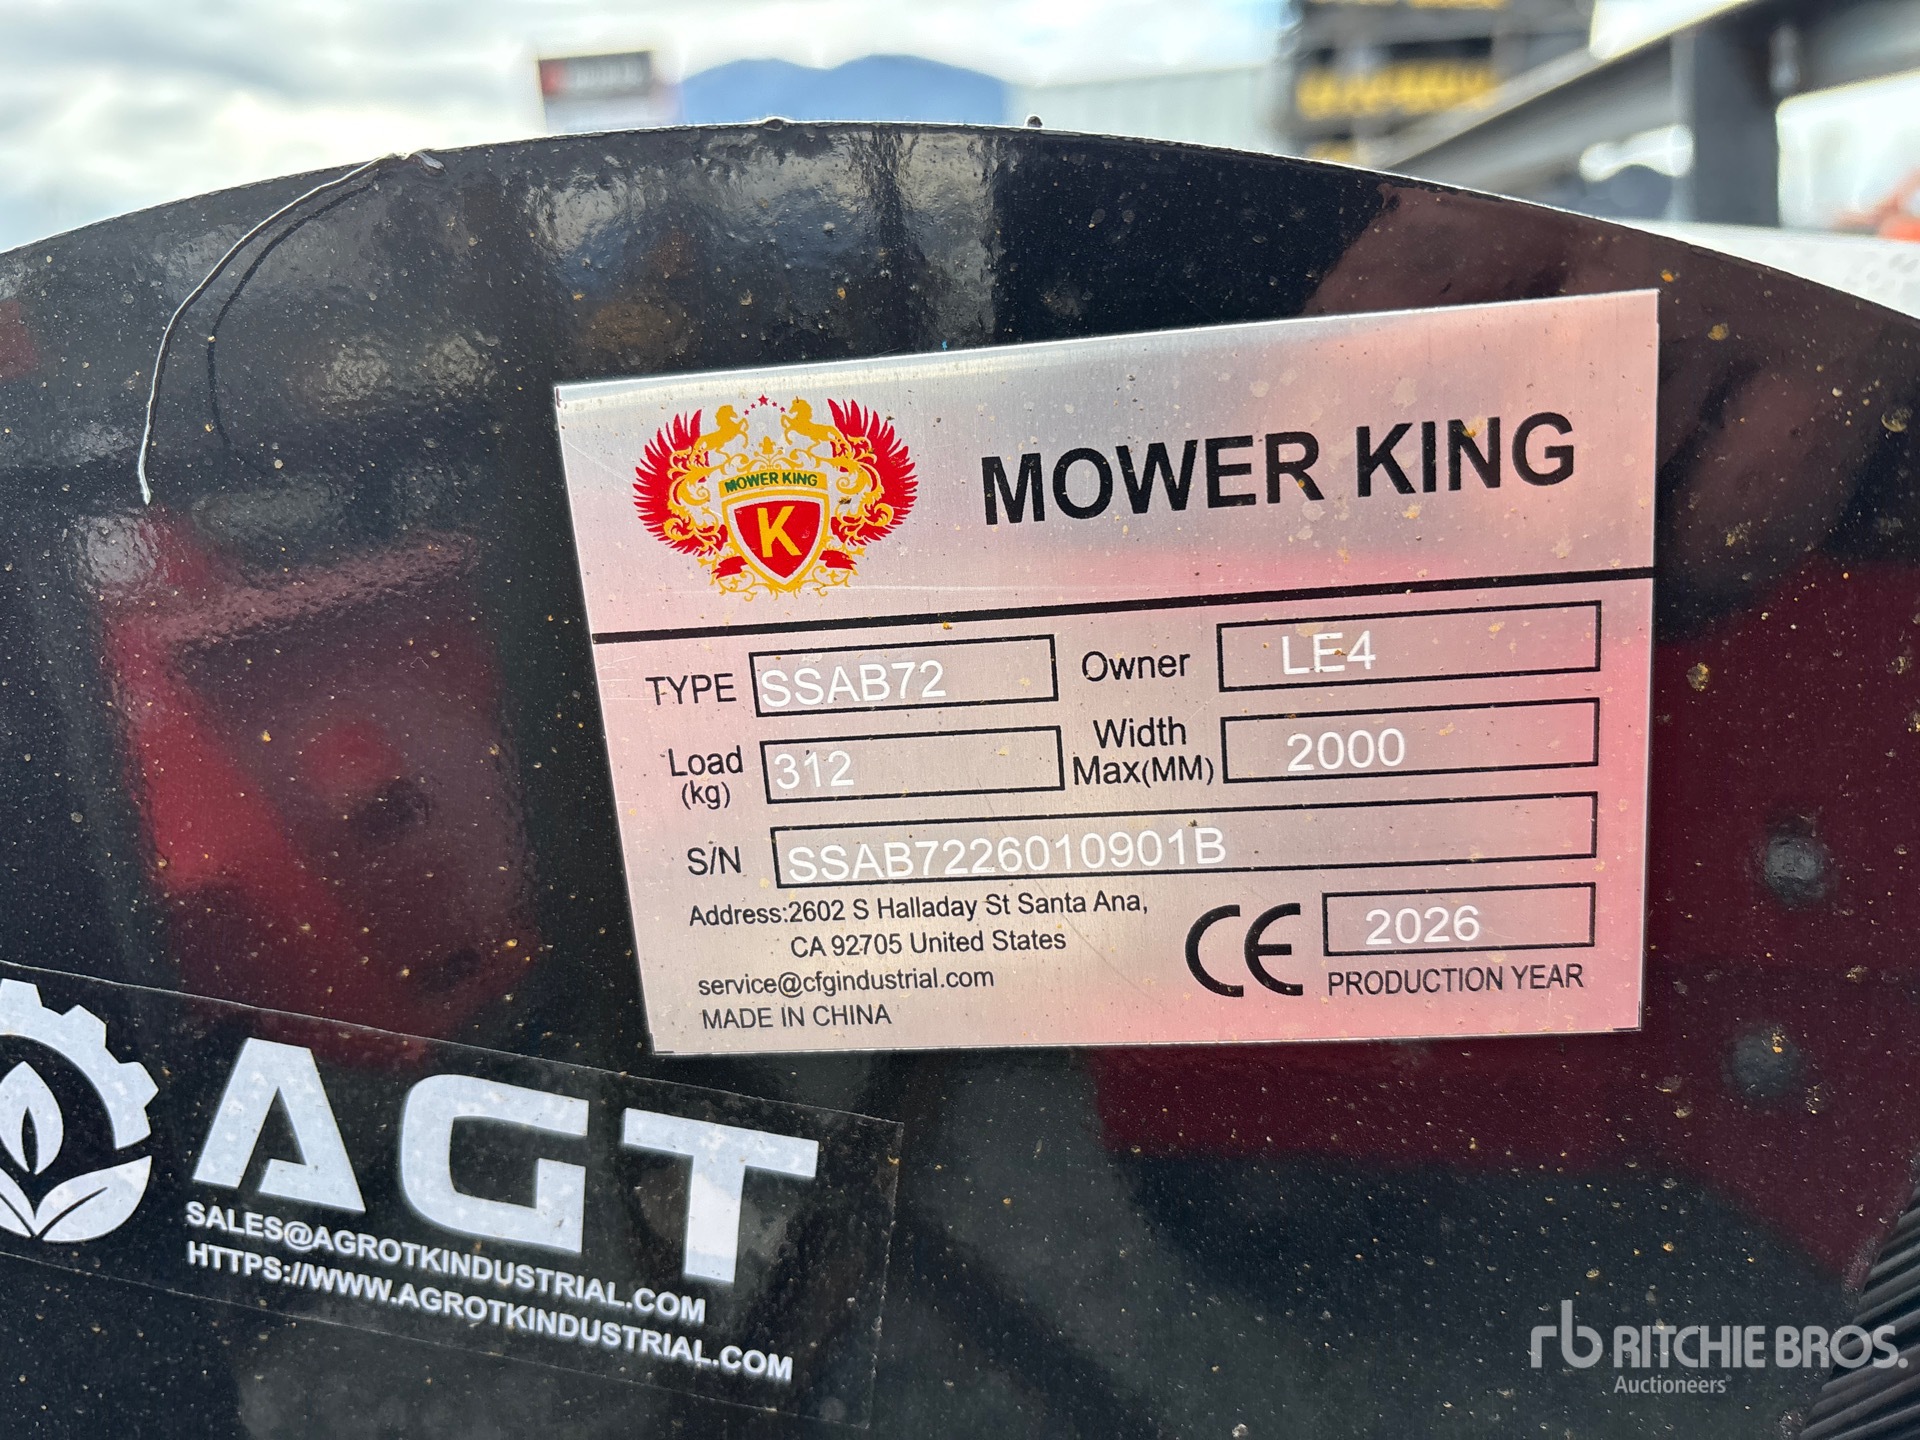 MOWER KING
K
MOWER KING
TYPE SSAB72 Owner LE4
Load (kg) 312 Width Max(MM) 2000
S/N SSAB7226010901B
Address:2602 S Halladay St Santa Ana,
CA 92705 United States
service@cfgindustrial.com
MADE IN CHINA
CE 2026
PRODUCTION YEAR
AGT
SALES@AGROTKINDUSTRIAL.COM
HTTPS://WWW.AGROTKINDUSTRIAL.COM
rb RITCHIE BROS.
Auctioneers